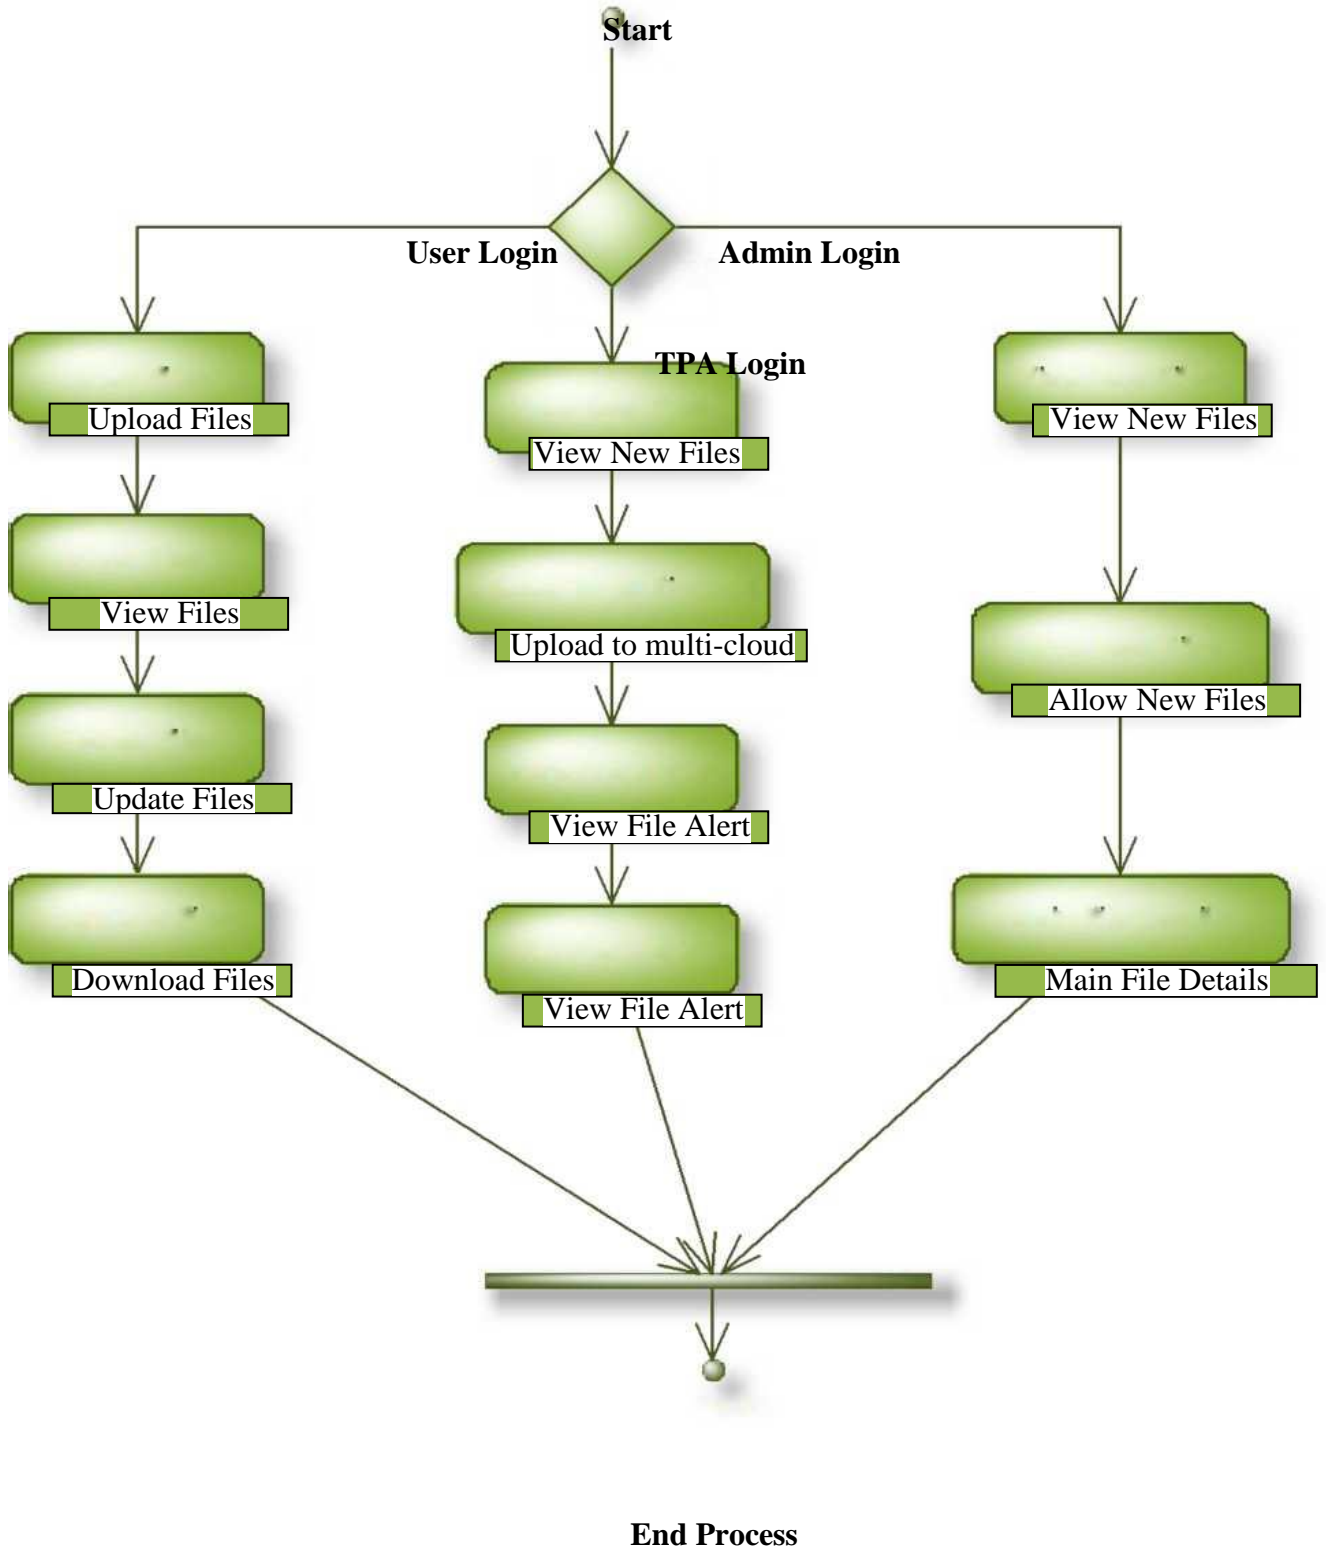 Start
User Login
Admin Login
TPA Login
Upload Files
View New Files
View New Files
View Files
Upload to multi-cloud
Allow New Files
Update Files
View File Alert
Download Files
View File Alert
Main File Details
End Process